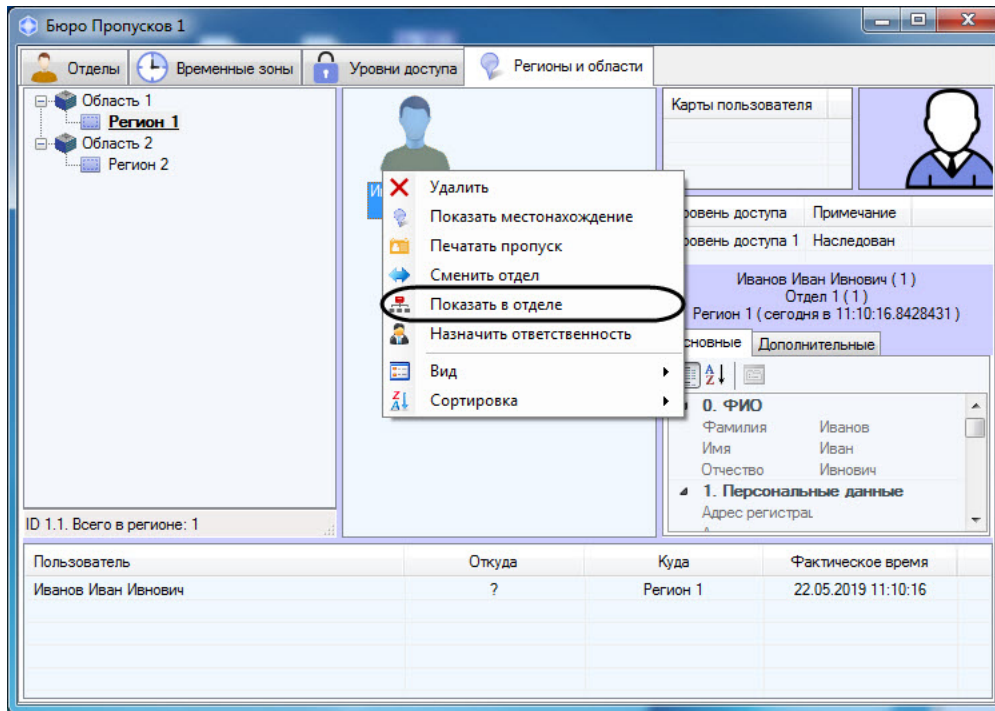 Бюро Пропусков 1
Отделы
Временные зоны
Уровни доступа
Регионы и области
Область 1
Регион 1
Область 2
Регион 2
ID 1.1. Всего в регионе: 1
Удалить
Показать местонахождение
Печатать пропуск
Сменить отдел
Показать в отделе
Назначить ответственность
Вид
Сортировка
Карты пользователя
доступа Примечание
доступа 1 Наследован
Иванов Иван Ивнович ( 1 )
Отдел 1 ( 1 )
Регион 1 ( сегодня в 11:10:16.8428431 )
Дополнительные
0. ФИО
Фамилия Иванов
Имя Иван
Отчество Ивнович
1. Персональные данные
Адрес
Пользователь Откуда Куда Фактическое время
Иванов Иван Ивнович ? Регион 1 22.05.2019 11:10:16